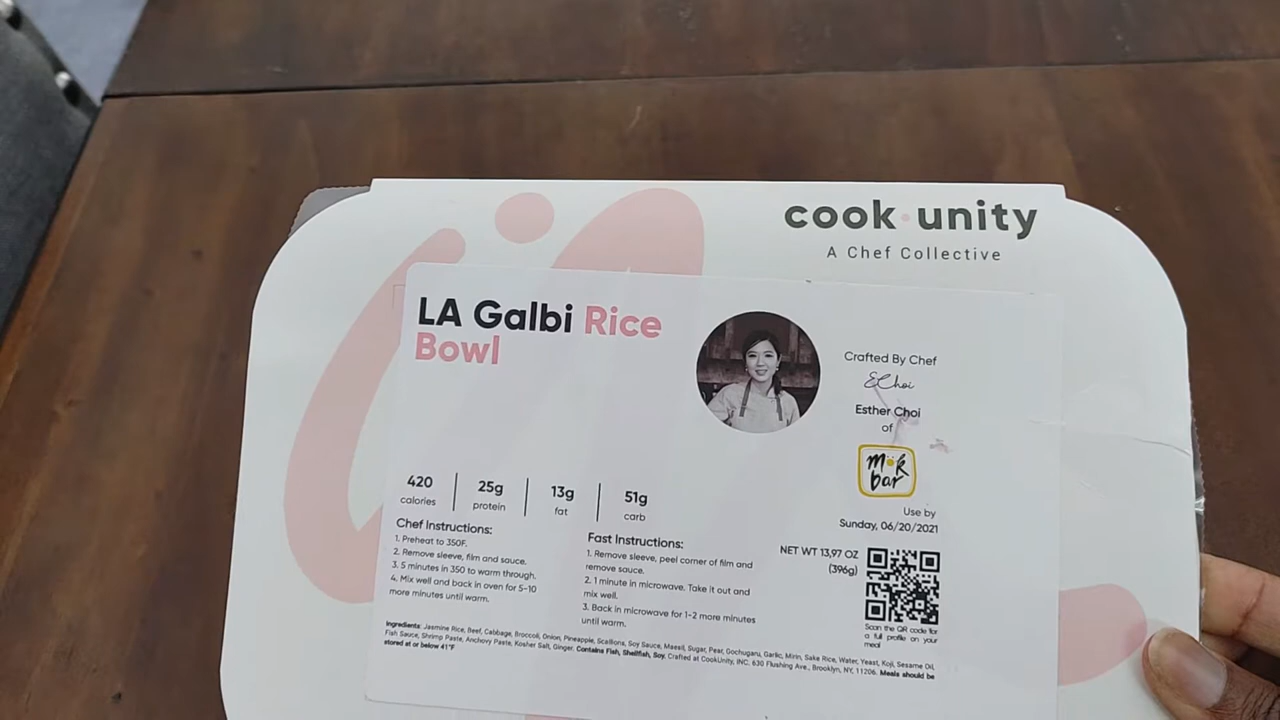 cook unity
A Chef Collective
LA Galbi Rice
Bowl
Crafted By Chef
EChoi
Esther Choi
of
mŏk
bar
420
calories
25g
protein
13g
fat
51g
carb
Use by
Sunday, 06/20/2021
Chef Instructions:
1. Preheat to 350F.
2. Remove sleeve, film and sauce.
3. 5 minutes in 350 to warm through.
4. Mix well and back in oven for 5-10
more minutes until warm.
Fast Instructions:
1. Remove sleeve, peel corner of film and
remove sauce.
2. 1 minute in microwave. Take it out and
mix well.
3. Back in microwave for 1-2 more minutes
until warm.
NET WT 13,97 OZ
(396g)
Scan the QR code for
a full profile on your
meal
Ingredients: Jasmine Rice, Beef, Cabbage, Broccoli, Onion, Pineapple, Scallions, Soy Sauce, Maesil, Sugar, Pear, Gochugaru, Garlic, Mirin, Sake Rice, Water, Yeast, Koji, Sesame Oil,
Fish Sauce, Shrimp Paste, Anchovy Paste, Kosher Salt, Ginger. Contains Fish, Shellfish, Soy. Crafted at CookUnity, INC. 630 Flushing Ave., Brooklyn, NY, 11206. Meals should be
stored at or below 41°F